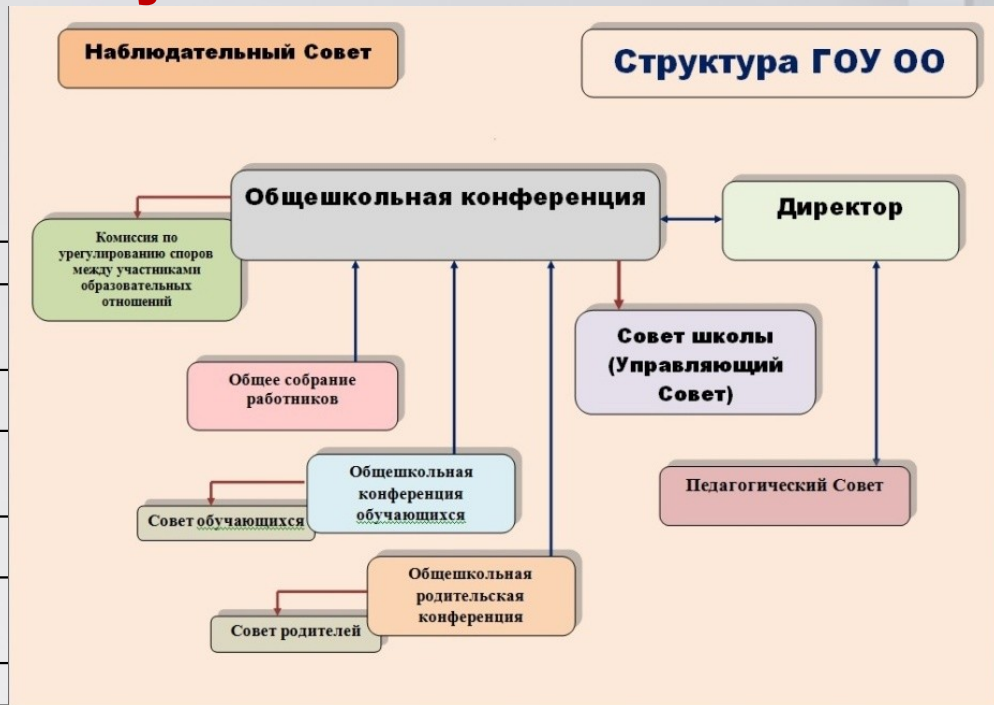 Наблюдательный Совет
Структура ГОУ ОО
Общешкольная конференция
Директор
Комиссия по
урегулированию споров
между участниками
образовательных
отношений
Совет школы
(Управляющий
Совет)
Общее собрание
работников
Общешкольная
конференция
обучающихся
Педагогический Совет
Совет обучающихся
Общешкольная
родительская
конференция
Совет родителей